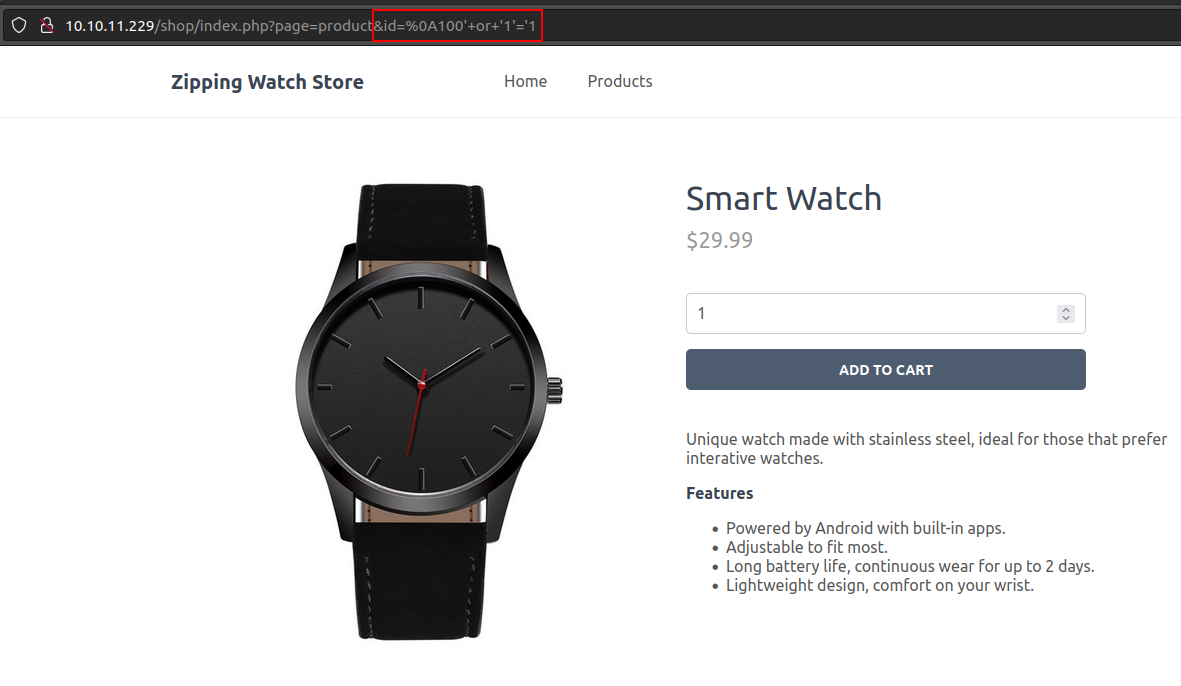 10.10.11.229/shop/index.php?page=product&id=%0A100'+or+'1'='1
Zipping Watch Store Home Products
Smart Watch
$29.99
1
ADD TO CART
Unique watch made with stainless steel, ideal for those that prefer
interative watches.
Features
Powered by Android with built-in apps.
Adjustable to fit most.
Long battery life, continuous wear for up to 2 days.
Lightweight design, comfort on your wrist.